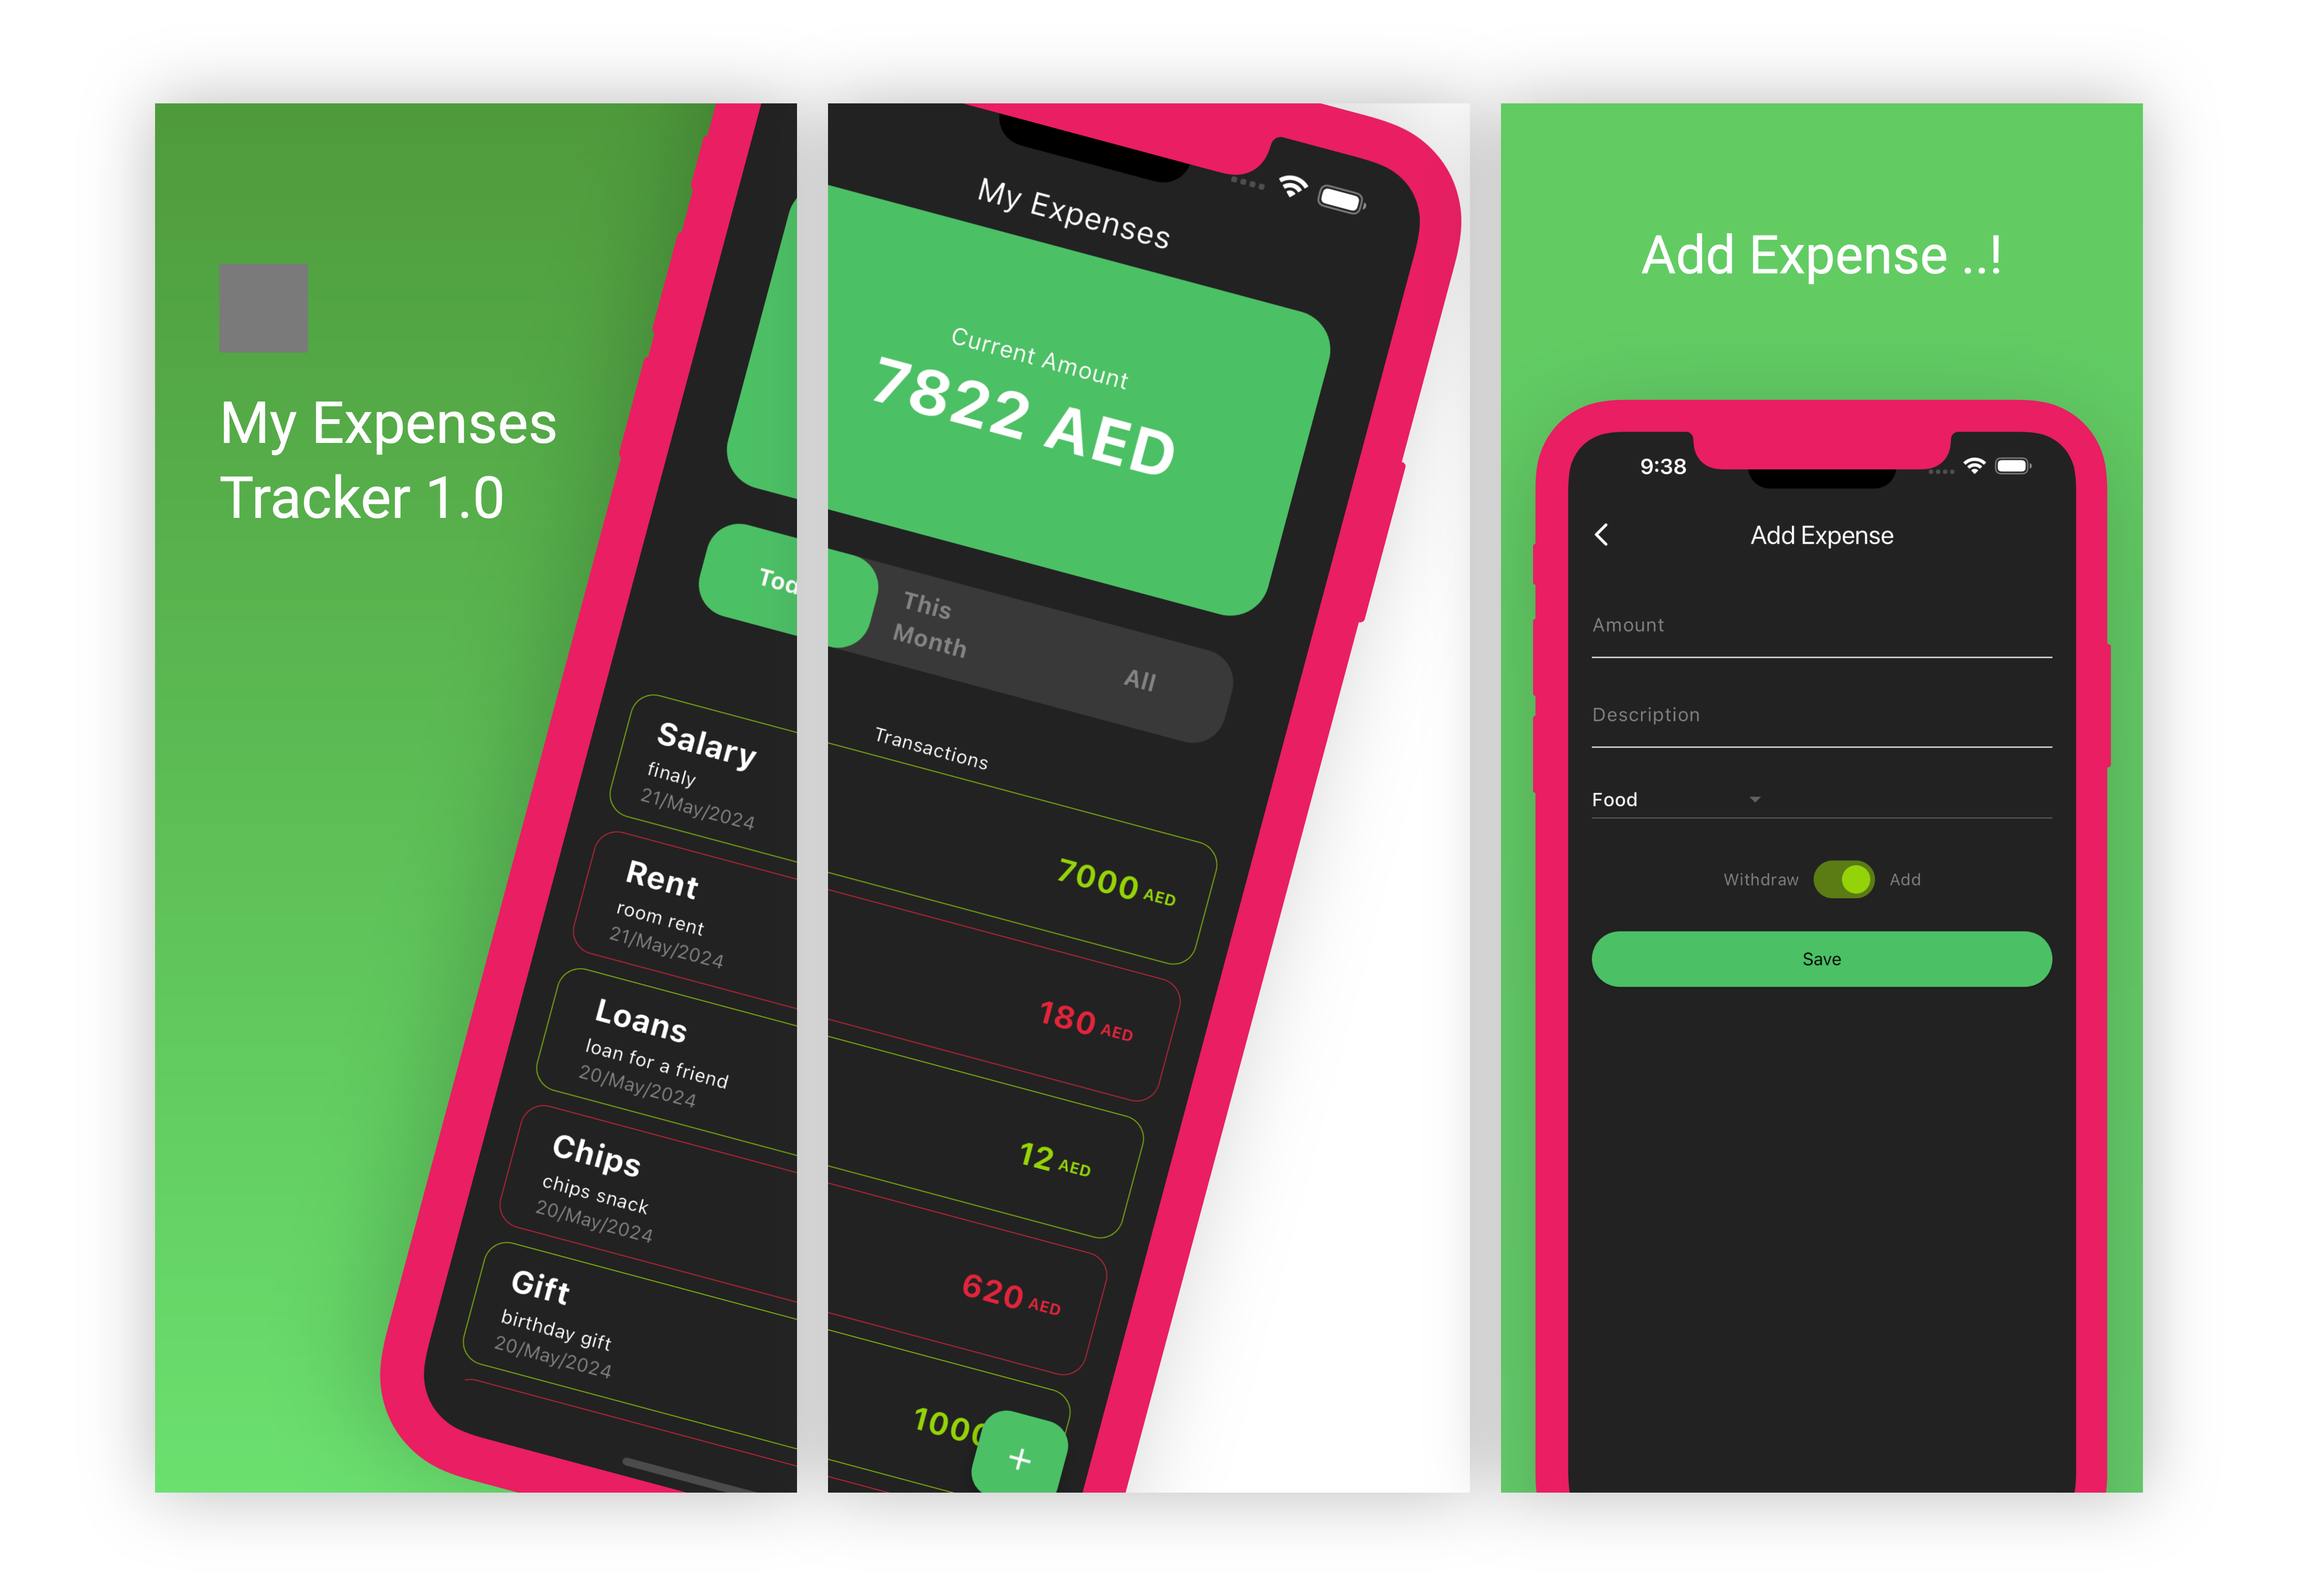 My Expenses
Tracker 1.0
My Expenses
Current Amount
7822 AED
This
Month
All
Transactions
Salary
finaly
21/May/2024
7000 AED
Rent
room rent
21/May/2024
180 AED
Loans
loan for a friend
20/May/2024
12 AED
Chips
chips snack
20/May/2024
620 AED
Gift
birthday gift
20/May/2024
+
Add Expense ..!
9:38
Add Expense
Amount
Description
Food
Withdraw
Add
Save